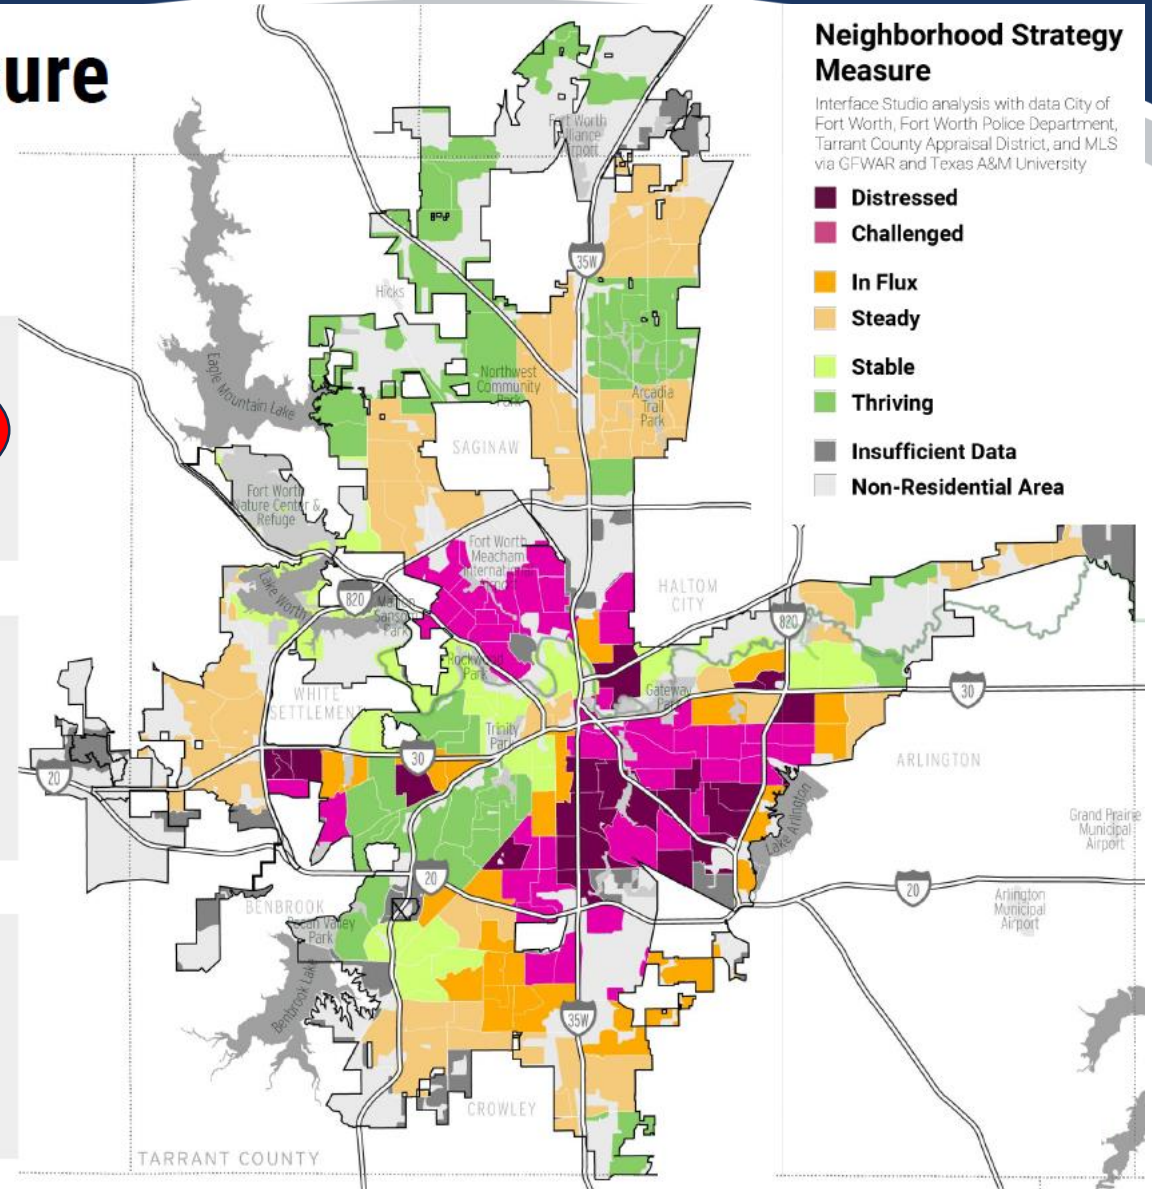 ure
Neighborhood Strategy
Measure
Interface Studio analysis with data City of
Fort Worth, Fort Worth Police Department,
Tarrant County Appraisal District, and MLS
via GFWAR and Texas A&M University
Distressed
Challenged
In Flux
Steady
Stable
Thriving
Insufficient Data
Non-Residential Area
Fort Worth
Alliance
Airport
35W
Hicks
Eagle Mountain Lake
Northwest
Community
Park
Arcadia
Trail
Park
SAGINAW
Fort Worth
Nature Center &
Refuge
Fort Worth
Meacham
International
Airport
HALTOM
CITY
Lake Worth
820
Marion
Sansom
Park
820
Rockwood
Park
WHITE
SETTLEMENT
Gateway
Park
30
Trinity
Park
30
20
ARLINGTON
Lake Arlington
Grand Prairie
Municipal
Airport
20
20
BENBROOK
Pecan Valley
Park
Arlington
Municipal
Airport
Benbrook Lake
35W
CROWLEY
TARRANT COUNTY